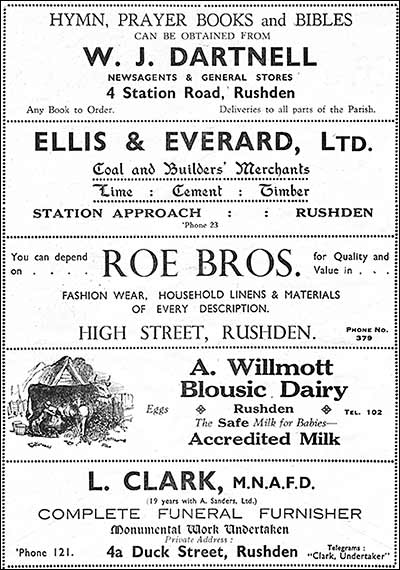 HYMN, PRAYER BOOKS and BIBLES
CAN BE OBTAINED FROM
W. J. DARTNELL
NEWSAGENTS & GENERAL STORES
4 Station Road, Rushden
Any Book to Order. Deliveries to all parts of the Parish.
ELLIS & EVERARD, LTD.
Coal and Builders' Merchants
Lime : Cement : Timber
STATION APPROACH : : RUSHDEN
'Phone 23
You can depend on . . . . ROE BROS. for Quality and Value in . . .
FASHION WEAR, HOUSEHOLD LINENS & MATERIALS
OF EVERY DESCRIPTION.
HIGH STREET, RUSHDEN. PHONE NO. 379
A. Willmott
Blousic Dairy
Eggs Rushden TEL. 102
The Safe Milk for Babies—
Accredited Milk
L. CLARK, M.N.A.F.D.
(19 years with A. Sanders, Ltd.)
COMPLETE FUNERAL FURNISHER
Monumental Work Undertaken
Private Address :
'Phone 121. 4a Duck Street, Rushden Telegrams : "Clark, Undertaker"